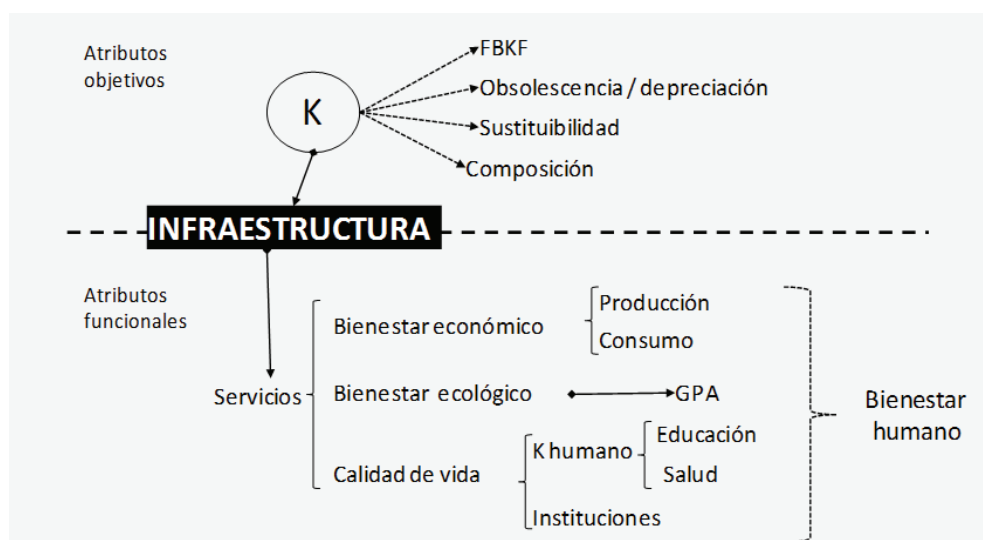 Atributos
objetivos
K
FBKF
Obsolescencia / depreciación
Sustituibilidad
Composición
INFRAESTRUCTURA
Atributos
funcionales
Servicios
Bienestar económico
Producción
Consumo
Bienestar ecológico
GPA
Calidad de vida
K humano
Educación
Salud
Instituciones
Bienestar
humano